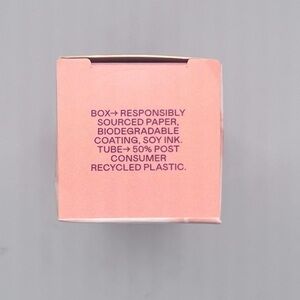 BOX→ RESPONSIBLY
SOURCED PAPER,
BIODEGRADABLE
COATING, SOY INK.
TUBE→ 50% POST
CONSUMER
RECYCLED PLASTIC.